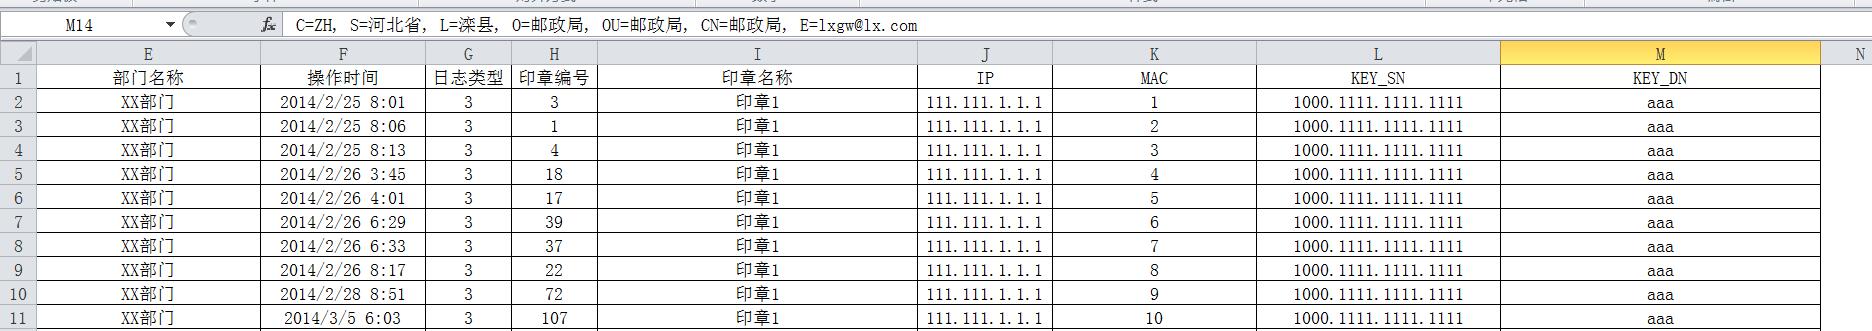 M14 fx C=ZH, S=河北省, L=滦县, O=邮政局, OU=邮政局, CN=邮政局, E=lxgw@lx.com
E F G H I J K L M N
1 部门名称 操作时间 日志类型 印章编号 印章名称 IP MAC KEY_SN KEY_DN
2 XX部门 2014/2/25 8:01 3 3 印章1 111.111.1.1.1 1 1000.1111.1111.1111 aaa
3 XX部门 2014/2/25 8:06 3 1 印章1 111.111.1.1.1 2 1000.1111.1111.1111 aaa
4 XX部门 2014/2/25 8:13 3 4 印章1 111.111.1.1.1 3 1000.1111.1111.1111 aaa
5 XX部门 2014/2/26 3:45 3 18 印章1 111.111.1.1.1 4 1000.1111.1111.1111 aaa
6 XX部门 2014/2/26 4:01 3 17 印章1 111.111.1.1.1 5 1000.1111.1111.1111 aaa
7 XX部门 2014/2/26 6:29 3 39 印章1 111.111.1.1.1 6 1000.1111.1111.1111 aaa
8 XX部门 2014/2/26 6:33 3 37 印章1 111.111.1.1.1 7 1000.1111.1111.1111 aaa
9 XX部门 2014/2/26 8:17 3 22 印章1 111.111.1.1.1 8 1000.1111.1111.1111 aaa
10 XX部门 2014/2/28 8:51 3 72 印章1 111.111.1.1.1 9 1000.1111.1111.1111 aaa
11 XX部门 2014/3/5 6:03 3 107 印章1 111.111.1.1.1 10 1000.1111.1111.1111 aaa